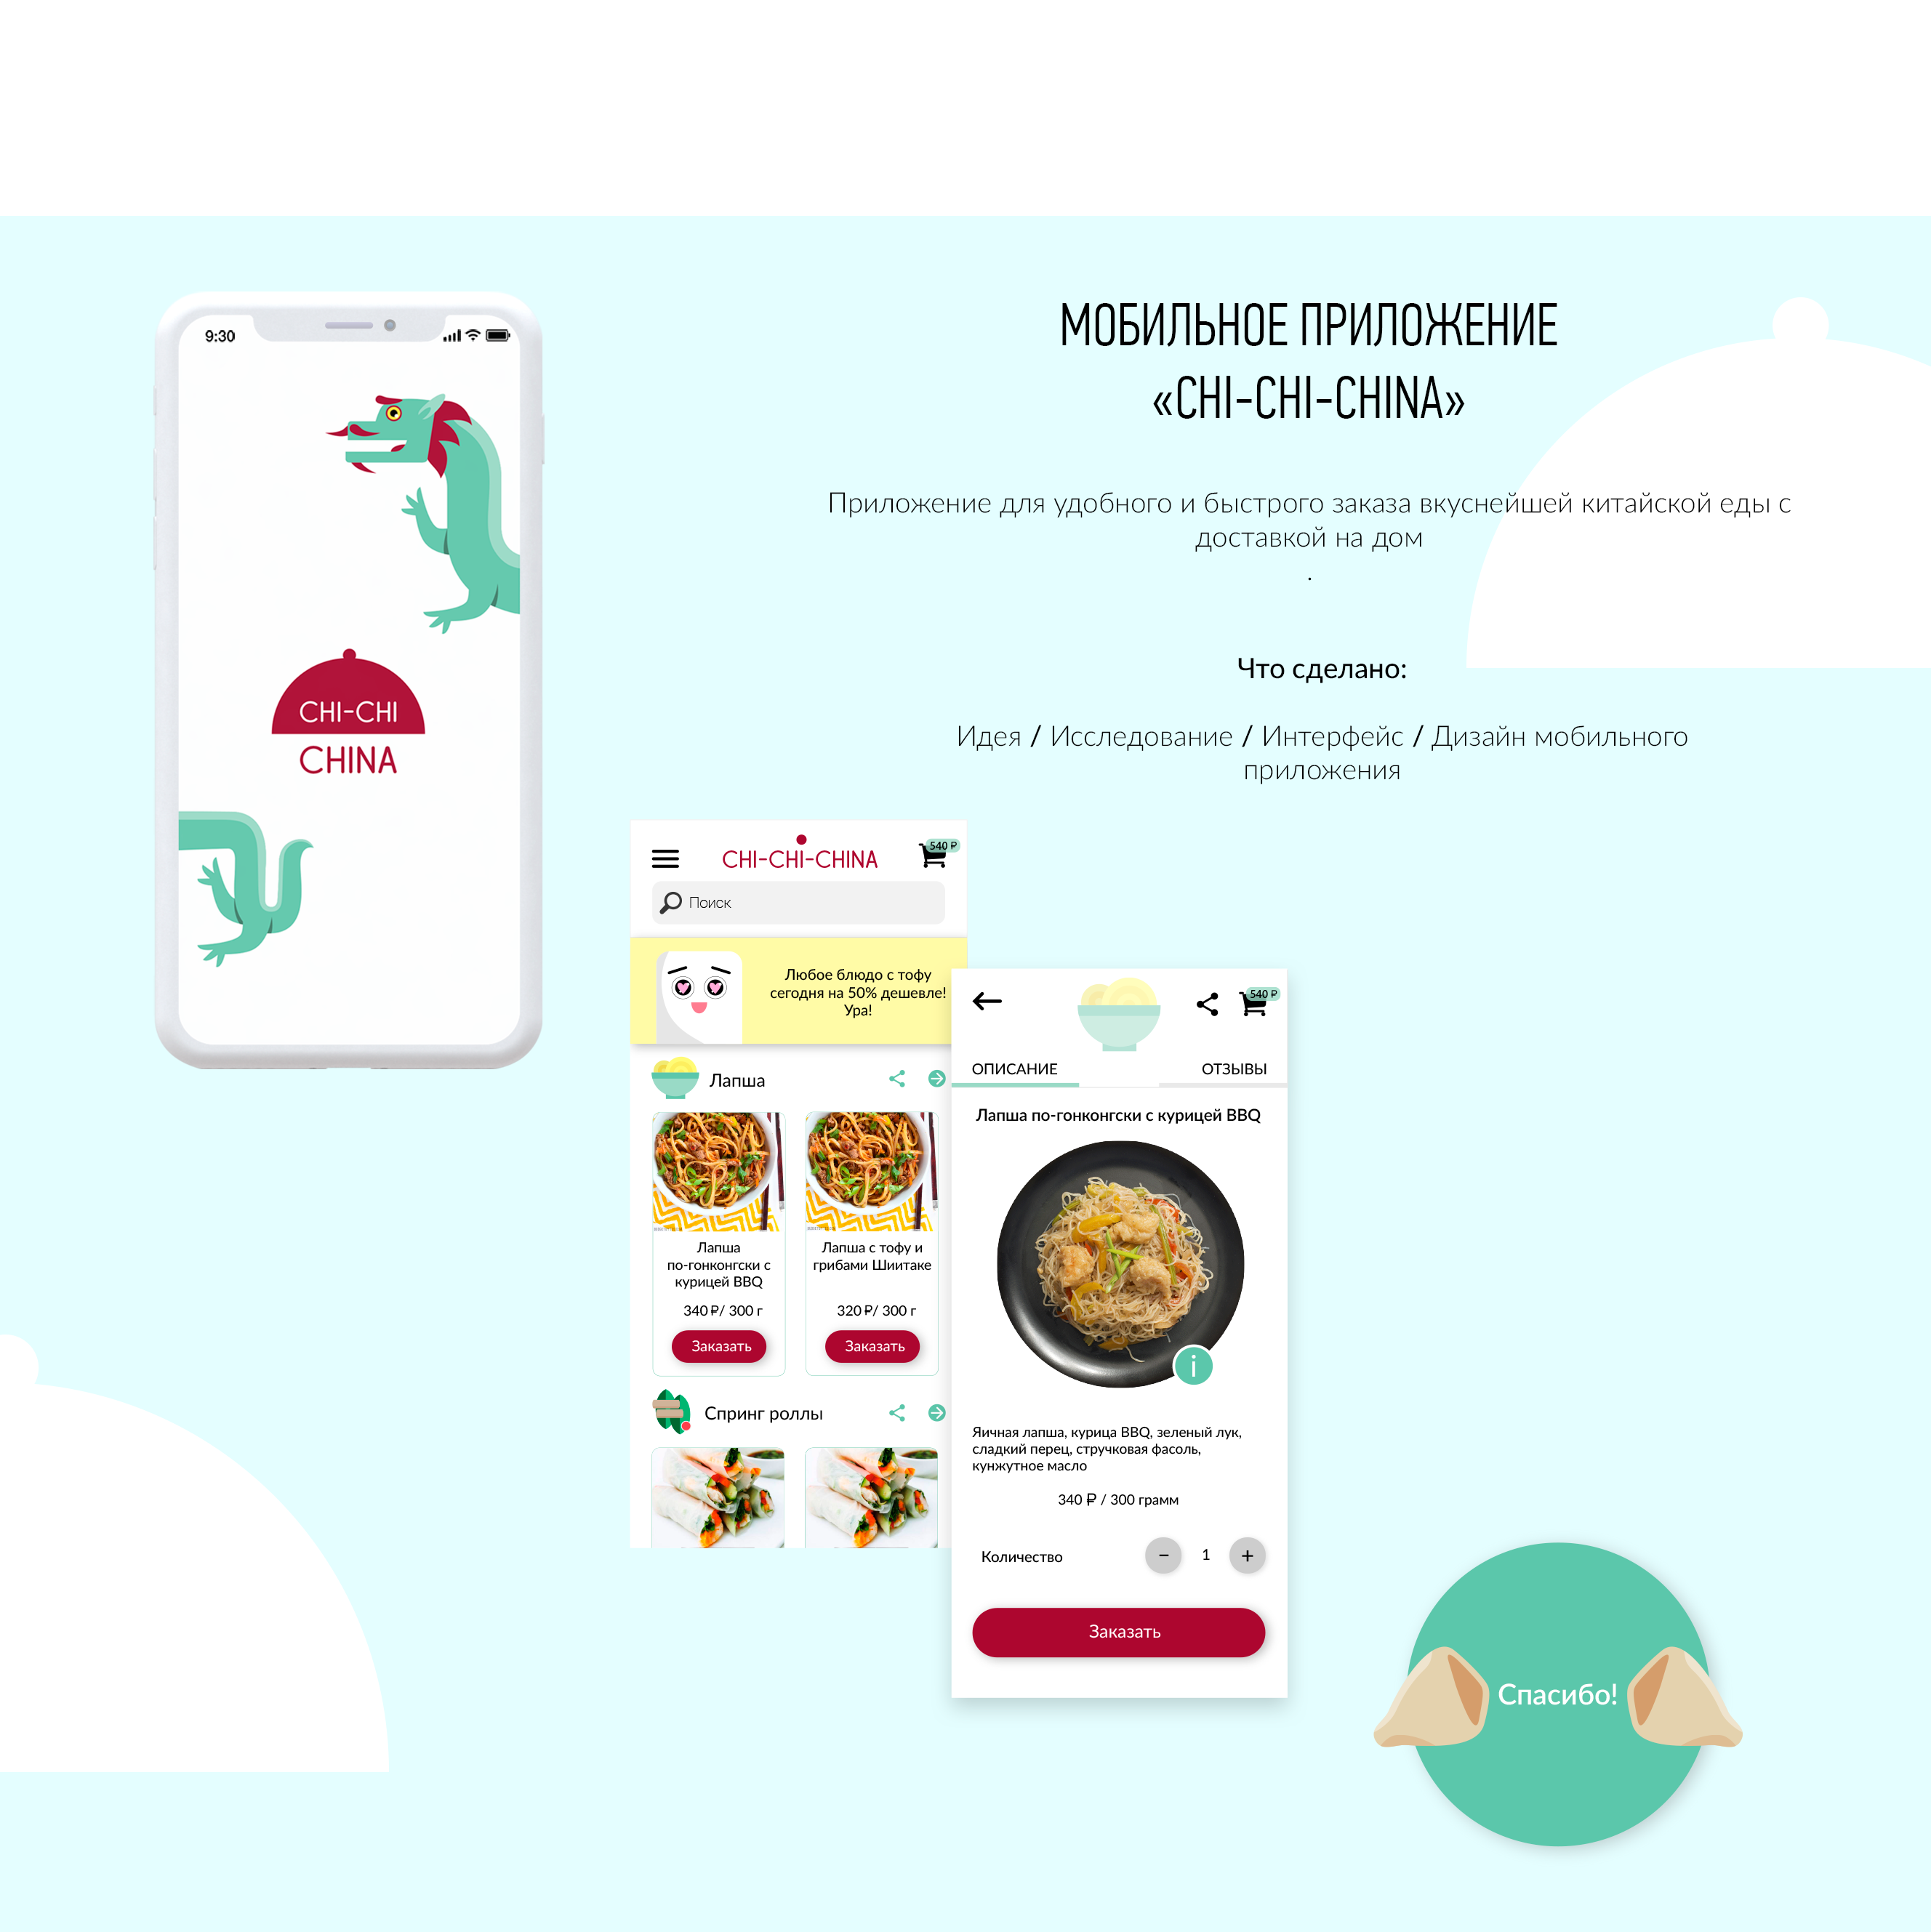 МОБИЛЬНОЕ ПРИЛОЖЕНИЕ
«CHI-CHI-CHINA»
Приложение для удобного и быстрого заказа вкуснейшей китайской еды с
доставкой на дом
.
Что сделано:
Идея / Исследование / Интерфейс / Дизайн мобильного
приложения
9:30
CHI-CHI
CHINA
CHI-CHI-CHINA
540 ₽
Поиск
Любое блюдо с тофу
сегодня на 50% дешевле!
Ура!
Лапша
Лапша
по-гонконгски с
курицей BBQ
340 ₽/ 300 г
Заказать
Лапша с тофу и
грибами Шиитаке
320 ₽/ 300 г
Заказать
Спринг роллы
540 ₽
ОПИСАНИЕ
ОТЗЫВЫ
Лапша по-гонконгски с курицей BBQ
i
Яичная лапша, курица BBQ, зеленый лук,
сладкий перец, стручковая фасоль,
кунжутное масло
340 ₽ / 300 грамм
Количество
− 1 +
Заказать
Спасибо!